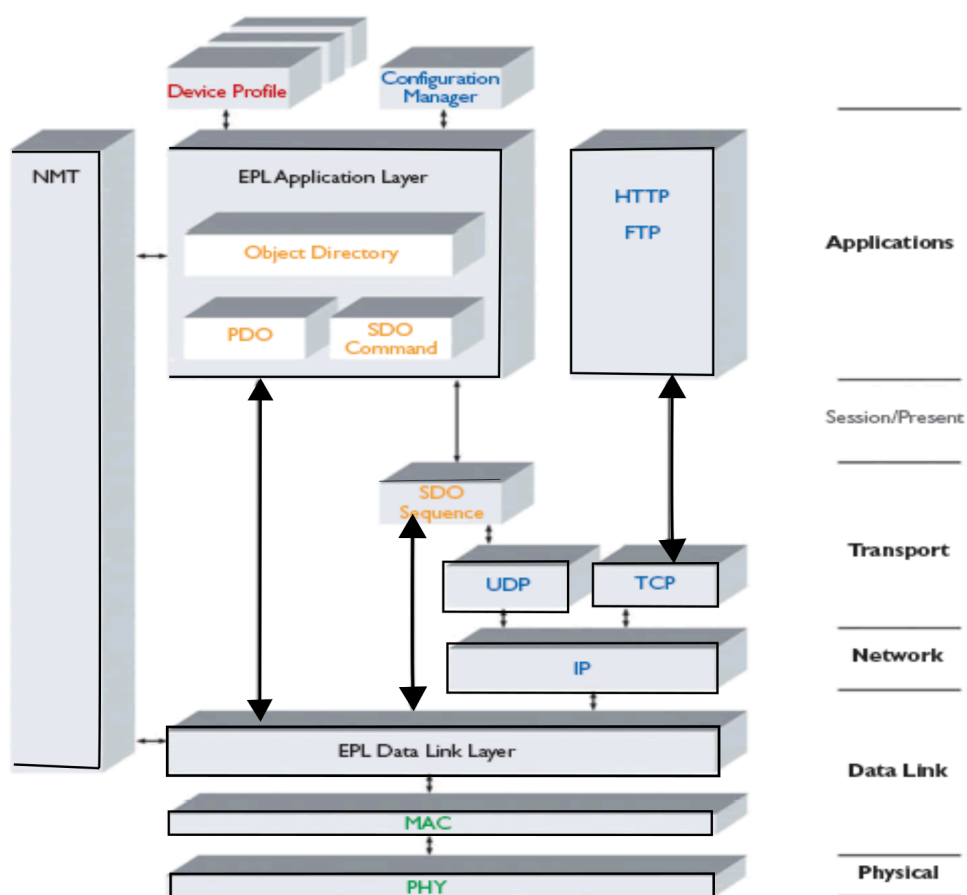 Device Profile
Configuration
Manager
NMT
EPL Application Layer
Object Directory
PDO
SDO
Command
HTTP
FTP
Applications
Session/Present
SDO
Sequence
UDP
TCP
Transport
IP
Network
EPL Data Link Layer
Data Link
MAC
PHY
Physical